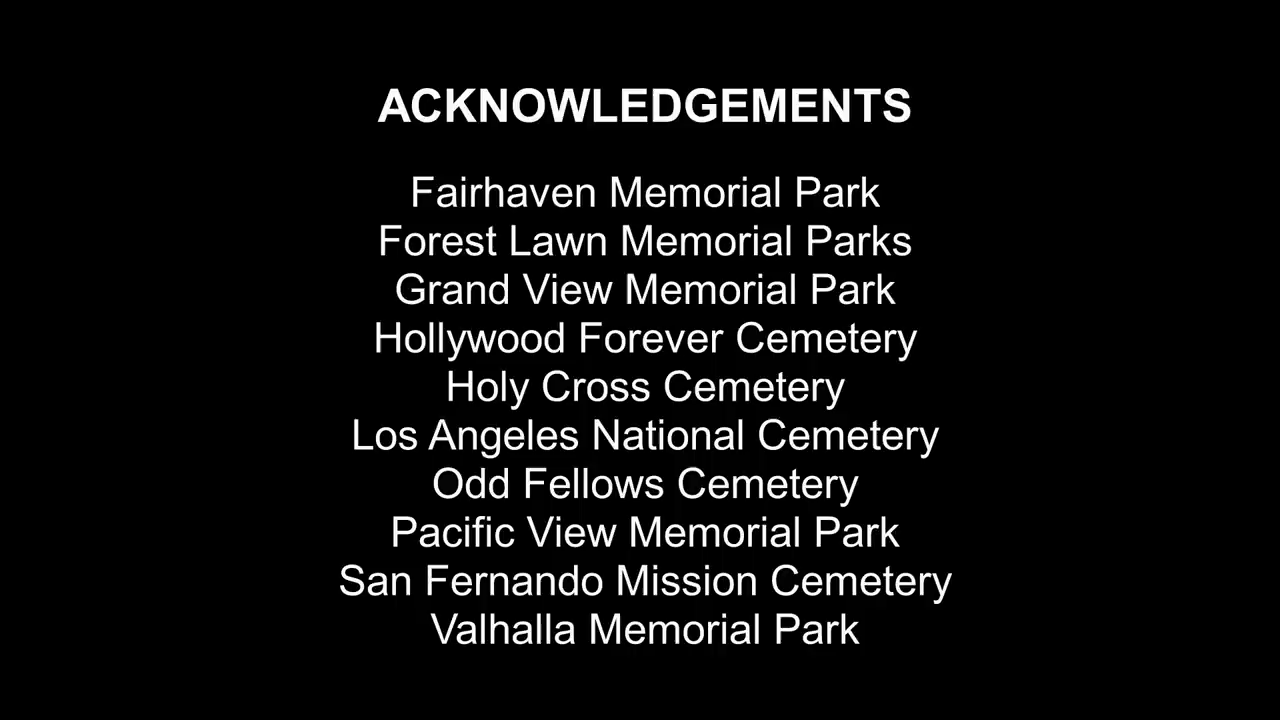 ACKNOWLEDGEMENTS
Fairhaven Memorial Park
Forest Lawn Memorial Parks
Grand View Memorial Park
Hollywood Forever Cemetery
Holy Cross Cemetery
Los Angeles National Cemetery
Odd Fellows Cemetery
Pacific View Memorial Park
San Fernando Mission Cemetery
Valhalla Memorial Park